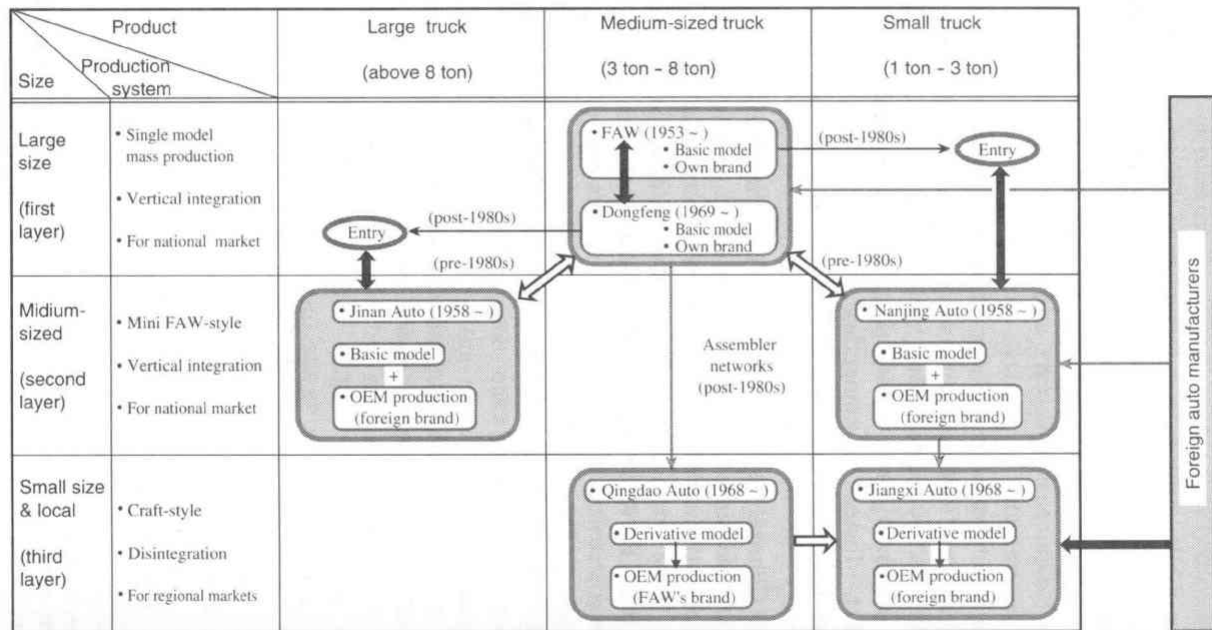 Product
Production
system
Size
Large truck
(above 8 ton)
Medium-sized truck
(3 ton - 8 ton)
Small truck
(1 ton - 3 ton)
Large
size
(first
layer)
• Single model
mass production
• Vertical integration
• For national market
Entry
(post-1980s)
(pre-1980s)
• FAW (1953 ~ )
• Basic model
• Own brand
• Dongfeng (1969 ~ )
• Basic model
• Own brand
(post-1980s)
Entry
(pre-1980s)
Midium-
sized
(second
layer)
• Mini FAW-style
• Vertical integration
• For national market
• Jinan Auto (1958 ~ )
• Basic model
+
• OEM production
(foreign brand)
Assembler
networks
(post-1980s)
• Nanjing Auto (1958 ~ )
• Basic model
+
• OEM production
(foreign brand)
Small size
& local
(third
layer)
• Craft-style
• Disintegration
• For regional markets
• Qingdao Auto (1968 ~ )
• Derivative model
• OEM production
(FAW's brand)
• Jiangxi Auto (1968 ~ )
• Derivative model
• OEM production
(foreign brand)
Foreign auto manufacturers